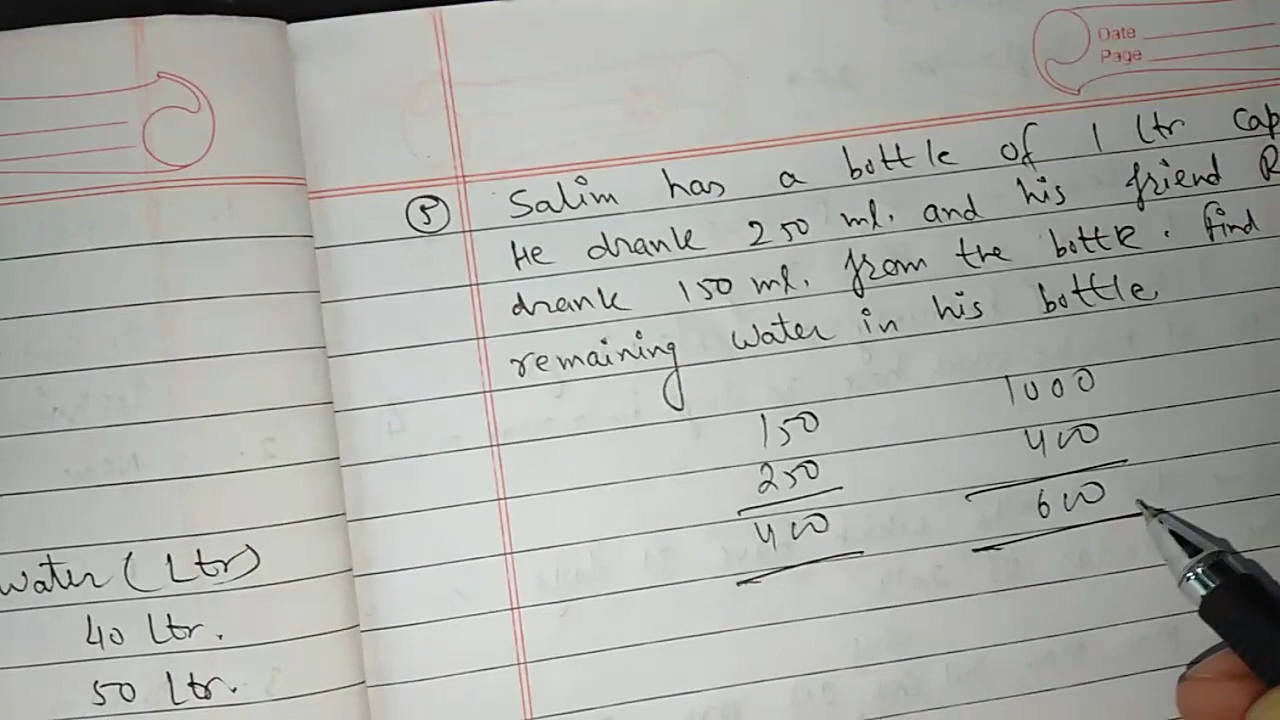 Date
Page
⑤ Salim has a bottle of 1 ltr cap
He drank 250 ml. and his friend R
drank 150 ml. from the bottle. find
remaining water in his bottle.
150
250
400
1000
400
600
water (Ltr)
40 Ltr.
50 Ltr.